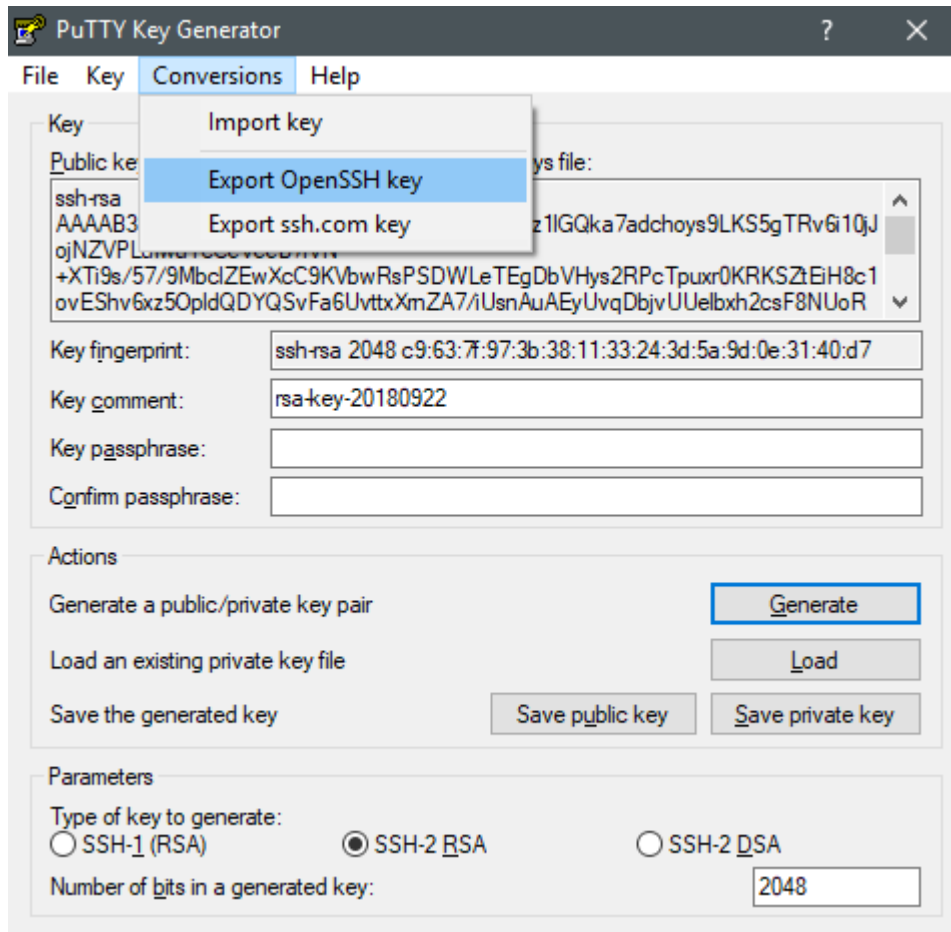 PuTTY Key Generator
? ×
File Key Conversions Help
Import key
Export OpenSSH key
Export ssh.com key
Key
Public ke ys file:
ssh-rsa
AAAAB3 z1lGQka7adchoys9LKS5gTRv6i10jJ
ojNZVPL
+XTi9s/57/9MbclZEwXcC9KVbwRsPSDWLeTEgDbVHys2RPcTpuxr0KRKSZtEiH8c1
ovEShv6xz5OpldQDYQSvFa6UvttxXmZA7/iUsnAuAEyUvqDbjvUUelbxh2csF8NUoR
Key fingerprint: ssh-rsa 2048 c9:63:7f:97:3b:38:11:33:24:3d:5a:9d:0e:31:40:d7
Key comment: rsa-key-20180922
Key passphrase:
Confirm passphrase:
Actions
Generate a public/private key pair Generate
Load an existing private key file Load
Save the generated key Save public key Save private key
Parameters
Type of key to generate:
SSH-1 (RSA) SSH-2 RSA SSH-2 DSA
Number of bits in a generated key: 2048